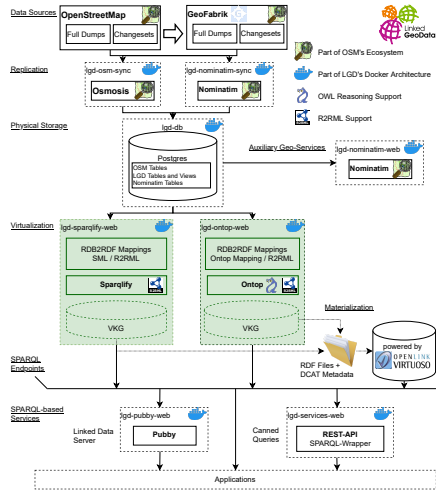 Data Sources
OpenStreetMap
Full Dumps
Changesets
GeoFabrik
Full Dumps
Changesets
Linked
GeoData
Part of OSM's Ecosystem
Part of LGD's Docker Architecture
OWL Reasoning Support
R2RML Support
Replication
lgd-osm-sync
Osmosis
lgd-nominatim-sync
Nominatim
Physical Storage
lgd-db
Postgres
OSM Tables
LGD Tables and Views
Nominatim Tables
Auxiliary Geo-Services
lgd-nominatim-web
Nominatim
Virtualization
lgd-sparqlify-web
RDB2RDF Mappings
SML / R2RML
Sparqlify
VKG
lgd-ontop-web
RDB2RDF Mappings
Ontop Mapping / R2RML
Ontop
VKG
Materialization
RDF Files +
DCAT Metadata
powered by
OPENLINK
VIRTUOSO
SPARQL
Endpoints
SPARQL-based
Services
lgd-pubby-web
Linked Data
Server
Pubby
lgd-services-web
Canned
Queries
REST-API
SPARQL-Wrapper
Applications